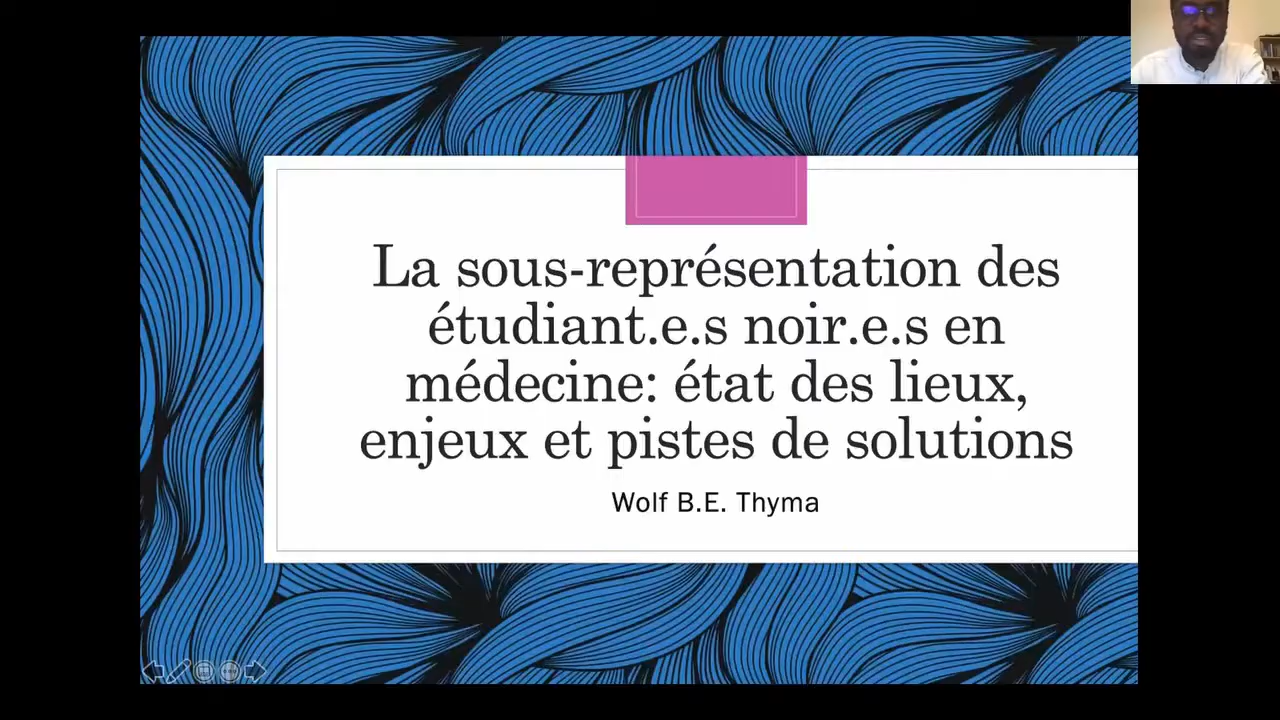 La sous-représentation des
étudiant.e.s noir.e.s en
médecine: état des lieux,
enjeux et pistes de solutions
Wolf B.E. Thyma